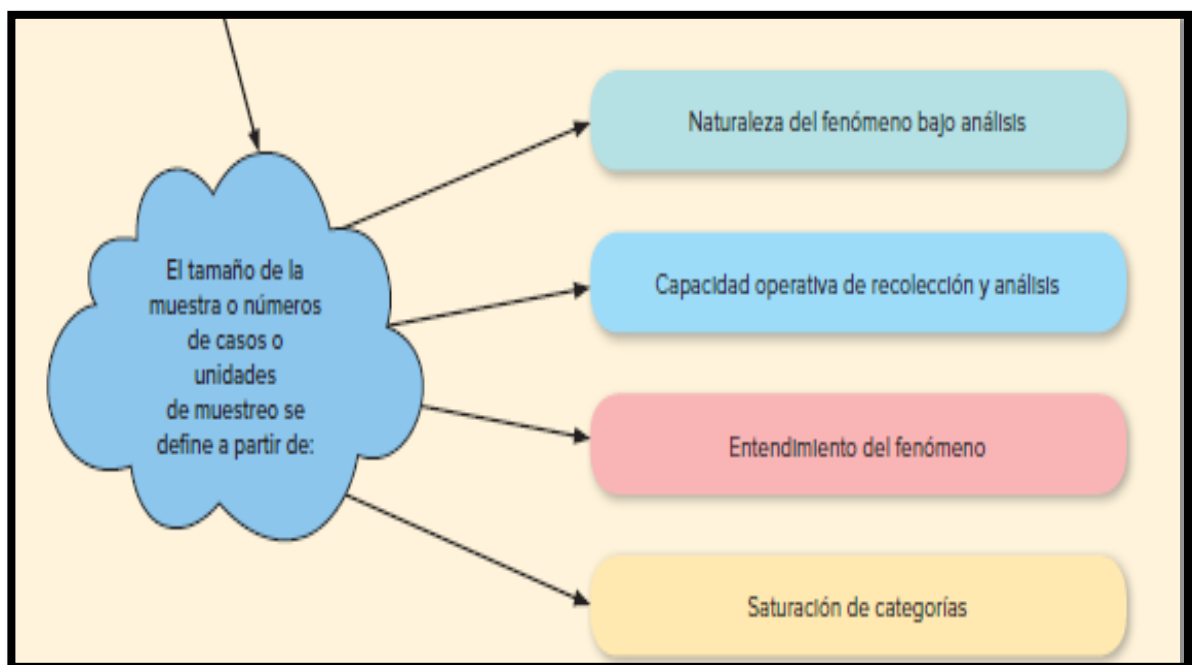 El tamaño de la
muestra o números
de casos o
unidades
de muestreo se
define a partir de:
Naturaleza del fenómeno bajo análisis
Capacidad operativa de recolección y análisis
Entendimiento del fenómeno
Saturación de categorías